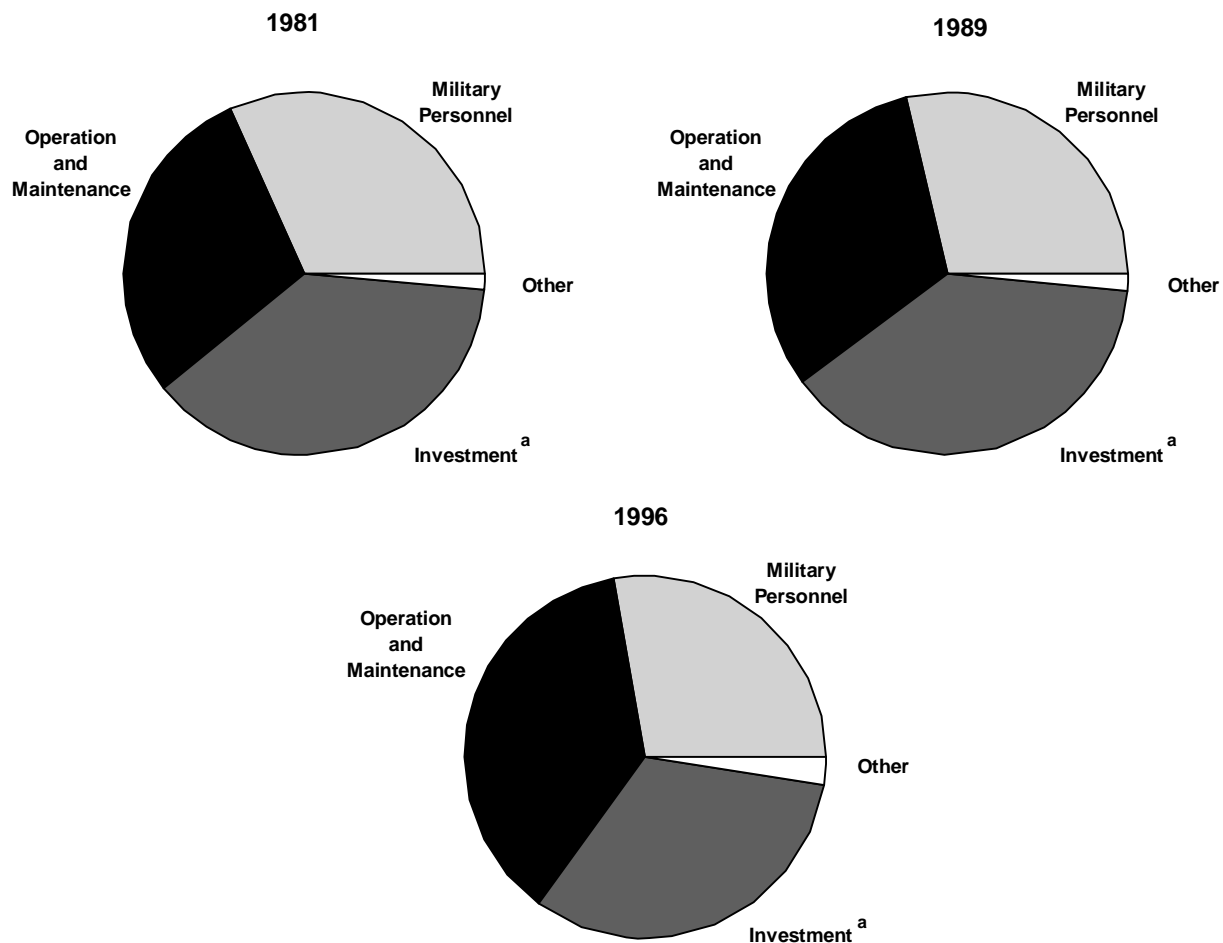 1981
Military
Personnel
Operation
and
Maintenance
Other
Investment a
1989
Military
Personnel
Operation
and
Maintenance
Other
Investment a
1996
Military
Personnel
Operation
and
Maintenance
Other
Investment a